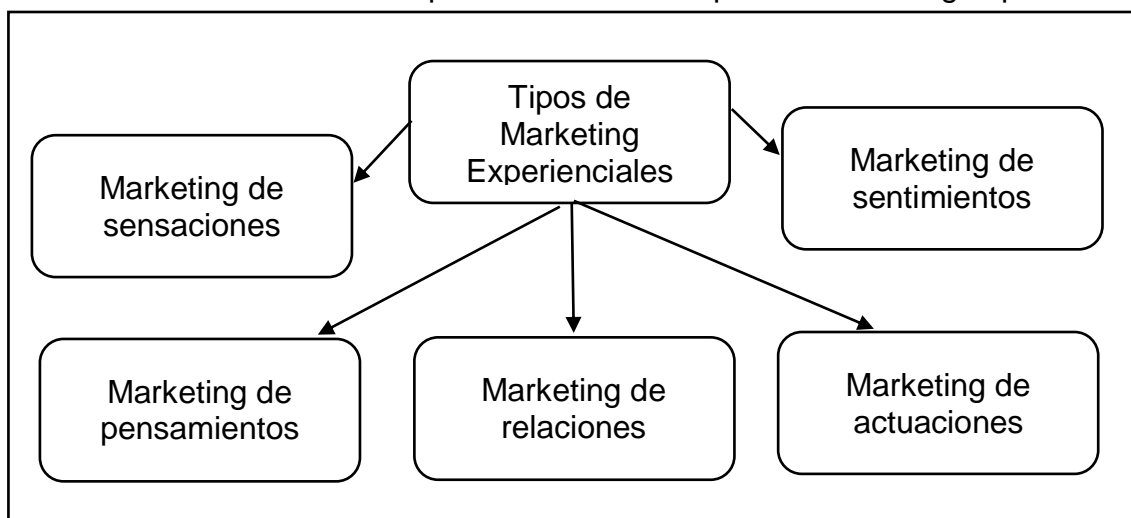 Tipos de
Marketing
Experienciales
Marketing de
sensaciones
Marketing de
sentimientos
Marketing de
pensamientos
Marketing de
relaciones
Marketing de
actuaciones